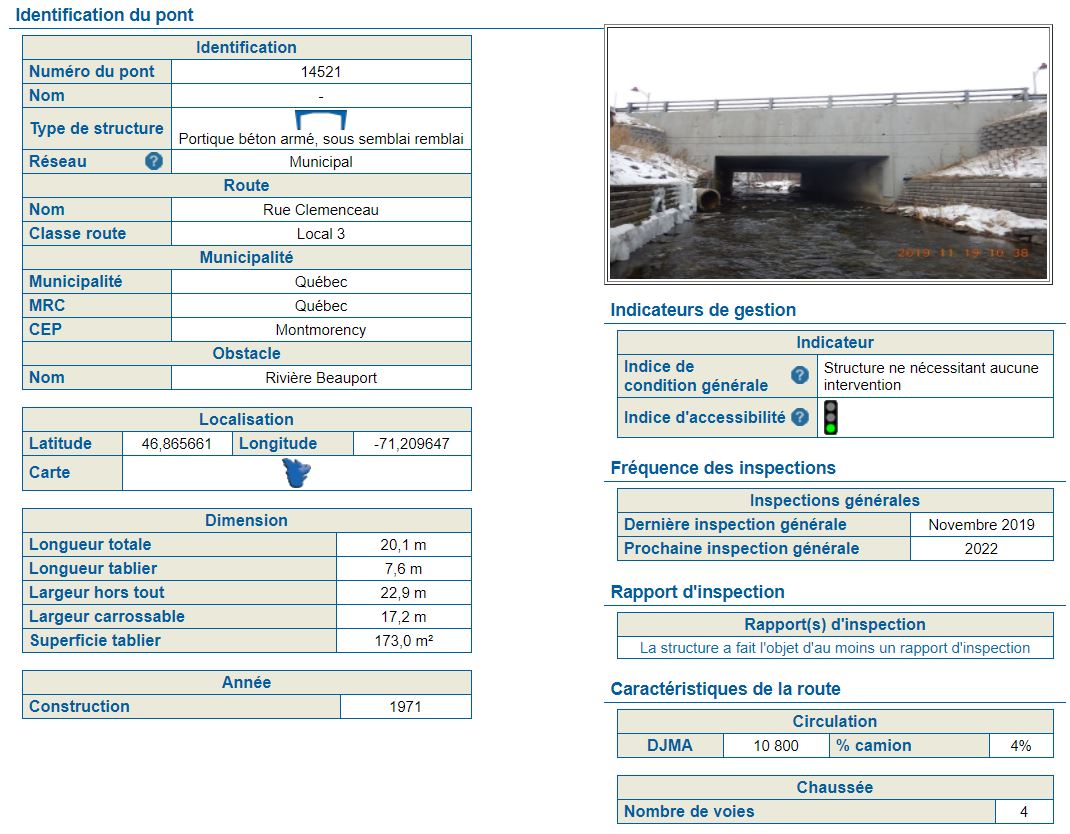 Identification du pont
Identification
Numéro du pont 14521
Nom -
Type de structure Portique béton armé, sous semblai remblai
Réseau ? Municipal
Route
Nom Rue Clemenceau
Classe route Local 3
Municipalité
Municipalité Québec
MRC Québec
CEP Montmorency
Obstacle
Nom Rivière Beauport
Localisation
Latitude 46,865661 Longitude -71,209647
Carte
Dimension
Longueur totale 20,1 m
Longueur tablier 7,6 m
Largeur hors tout 22,9 m
Largeur carrossable 17,2 m
Superficie tablier 173,0 m²
Année
Construction 1971
2019 11 19 10 38
Indicateurs de gestion
Indicateur
Indice de
condition générale ? Structure ne nécessitant aucune
intervention
Indice d'accessibilité ?
Fréquence des inspections
Inspections générales
Dernière inspection générale Novembre 2019
Prochaine inspection générale 2022
Rapport d'inspection
Rapport(s) d'inspection
La structure a fait l'objet d'au moins un rapport d'inspection
Caractéristiques de la route
Circulation
DJMA 10 800 % camion 4%
Chaussée
Nombre de voies 4